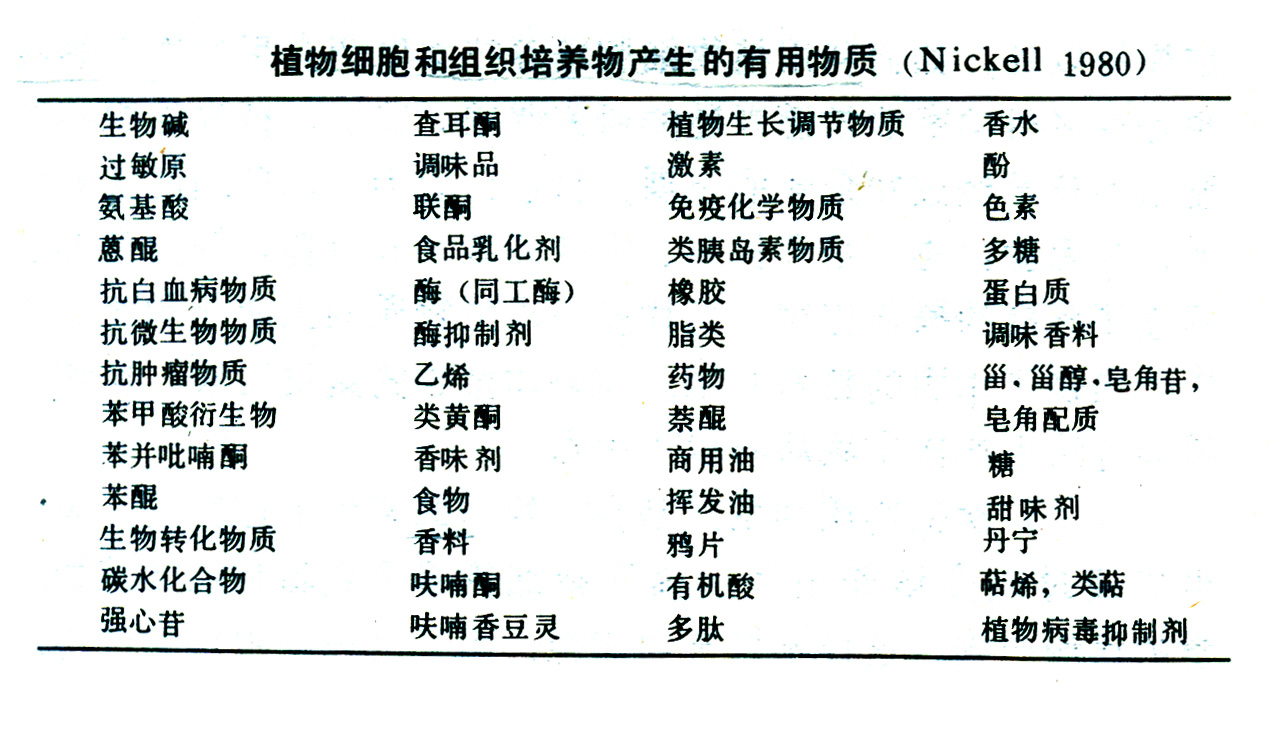 植物细胞和组织培养物产生的有用物质（Nickell 1980）
生物碱 查耳酮 植物生长调节物质 香水
过敏原 调味品 激素 酚
氨基酸 联酮 免疫化学物质 色素
蒽醌 食品乳化剂 类胰岛素物质 多糖
抗白血病物质 酶（同工酶） 橡胶 蛋白质
抗微生物物质 酶抑制剂 脂类 调味香料
抗肿瘤物质 乙烯 药物 甾．甾醇．皂角苷，
苯甲酸衍生物 类黄酮 萘醌 皂角配质
苯并吡喃酮 香味剂 商用油 糖
苯醌 食物 挥发油 甜味剂
生物转化物质 香料 鸦片 丹宁
碳水化合物 呋喃酮 有机酸 萜烯，类萜
强心苷 呋喃香豆灵 多肽 植物病毒抑制剂